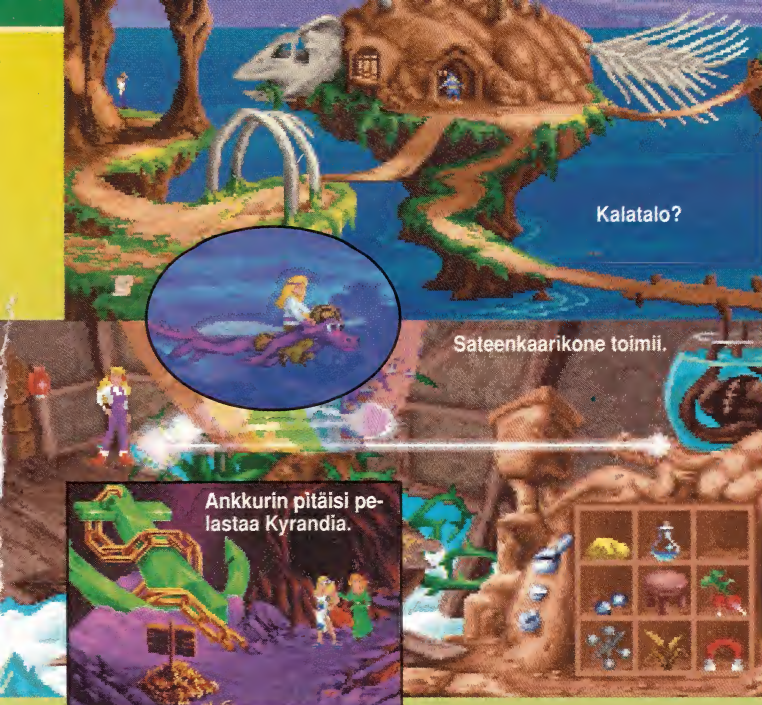 Kalatalo?
Sateenkaarikone toimii.
Ankkurin pitäisi pe-
lastaa Kyrandia.